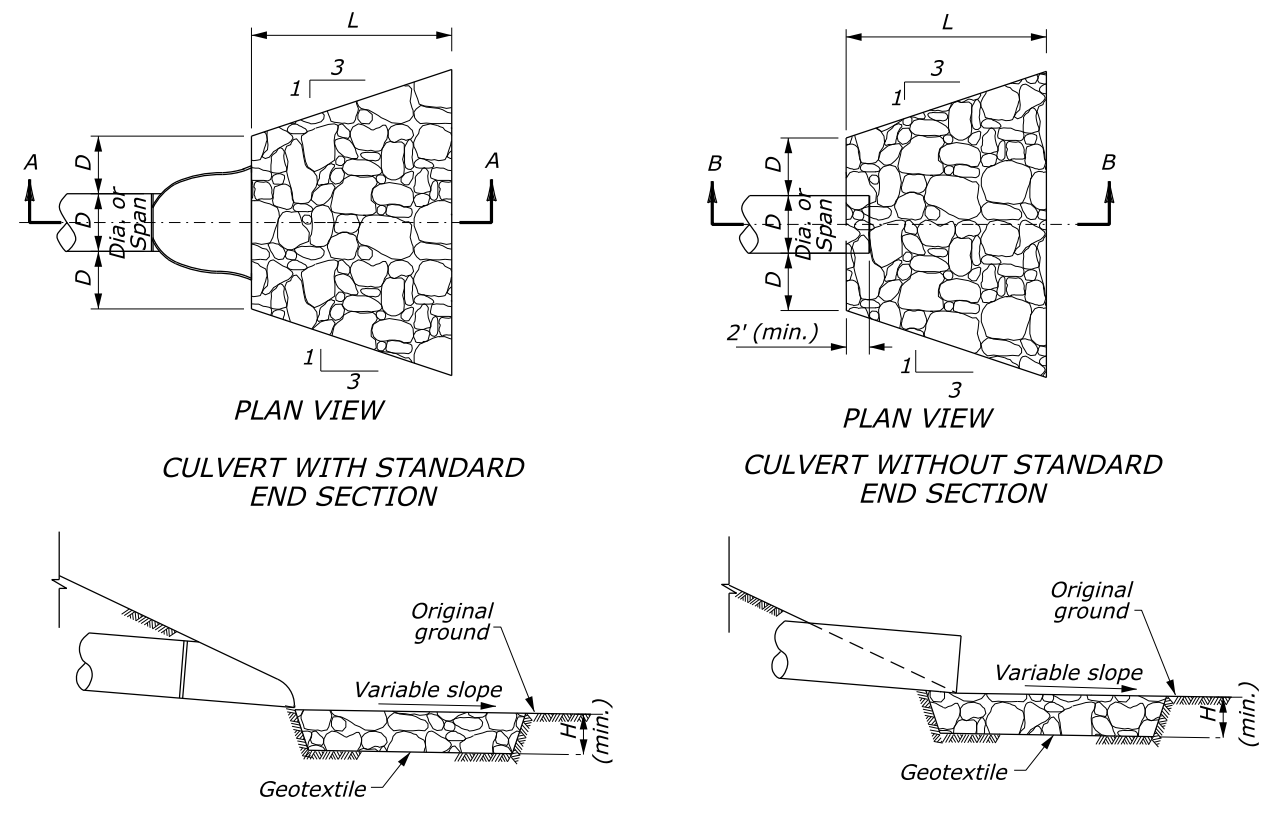 L
3
1
A
A
D
D
D
Dia. or
Span
1
3
PLAN VIEW
CULVERT WITH STANDARD
END SECTION
L
3
1
B
B
D
D
D
Dia. or
Span
2' (min.)
1
3
PLAN VIEW
CULVERT WITHOUT STANDARD
END SECTION
Original
ground
Variable slope
H
(min.)
Geotextile
Original
ground
Variable slope
H
(min.)
Geotextile